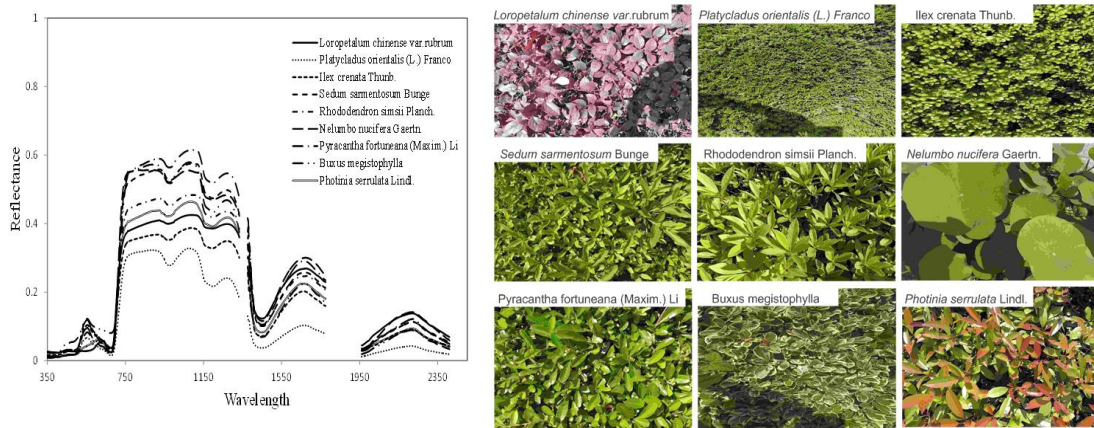 1
0.8
0.6
0.4
0.2
0
350
750
1150
1550
1950
2350
Reflectance
Wavelength
Loropetalum chinense var.rubrum
Platycladus orientalis (L.) Franco
Ilex crenata Thunb.
Sedum sarmentosum Bunge
Rhododendron simsii Planch.
Nelumbo nucifera Gaertn.
Pyracantha fortuneana (Maxim.) Li
Buxus megistophylla
Photinia serrulata Lindl.
Loropetalum chinense var.rubrum
Platycladus orientalis (L.) Franco
Ilex crenata Thunb.
Sedum sarmentosum Bunge
Rhododendron simsii Planch.
Nelumbo nucifera Gaertn.
Pyracantha fortuneana (Maxim.) Li
Buxus megistophylla
Photinia serrulata Lindl.